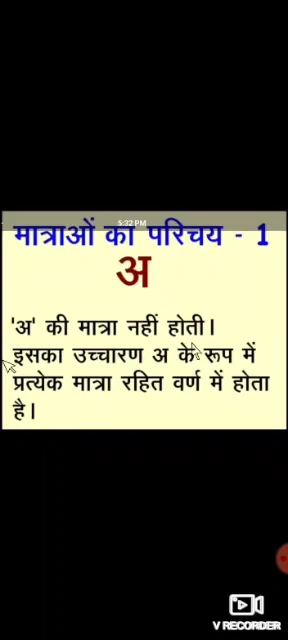 5:32 PM
मात्राओं का परिचय - 1
अ
'अ' की मात्रा नहीं होती।
इसका उच्चारण अ के रूप में
प्रत्येक मात्रा रहित वर्ण में होता
है।
V RECORDER